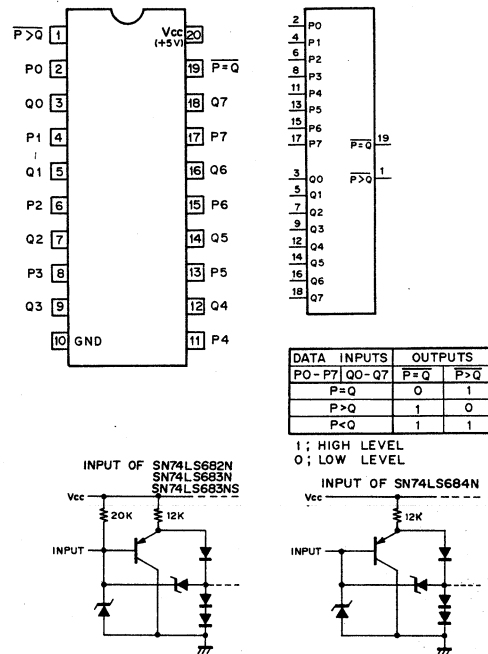 P>Q 1 Vcc (+5V) 20
P0 2 19 P=Q
Q0 3 18 Q7
P1 4 17 P7
Q1 5 16 Q6
P2 6 15 P6
Q2 7 14 Q5
P3 8 13 P5
Q3 9 12 Q4
10 GND 11 P4
2 P0
4 P1
6 P2
8 P3
11 P4
13 P5
15 P6
17 P7 P=Q 19
3 Q0 P>Q 1
5 Q1
7 Q2
9 Q3
12 Q4
14 Q5
16 Q6
18 Q7
DATA INPUTS OUTPUTS
P0-P7 Q0-Q7 P=Q P>Q
P=Q 0 1
P>Q 1 0
P<Q 1 1
1; HIGH LEVEL
0; LOW LEVEL
INPUT OF SN74LS682N
SN74LS683N
SN74LS683NS
Vcc
20K 12K
INPUT
INPUT OF SN74LS684N
Vcc
12K
INPUT